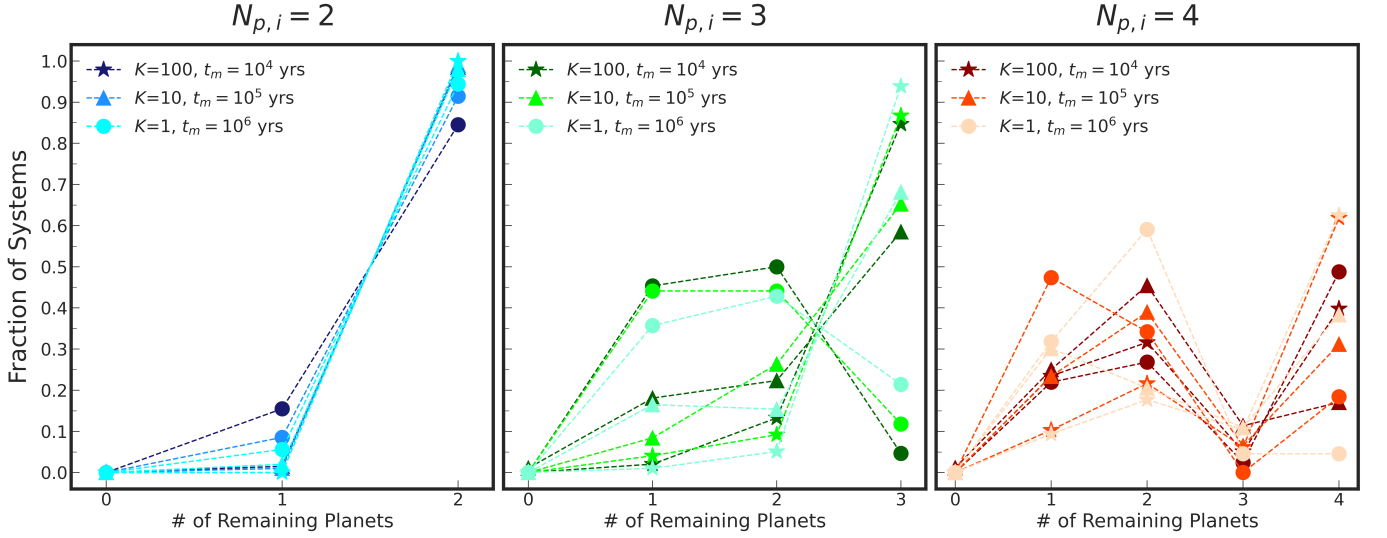 N_{p,i} = 2
N_{p,i} = 3
N_{p,i} = 4
Fraction of Systems
1.0
0.9
0.8
0.7
0.6
0.5
0.4
0.3
0.2
0.1
0.0
K=100, t_m = 10^4 yrs
K=10, t_m = 10^5 yrs
K=1, t_m = 10^6 yrs
0 1 2
# of Remaining Planets
K=100, t_m = 10^4 yrs
K=10, t_m = 10^5 yrs
K=1, t_m = 10^6 yrs
0 1 2 3
# of Remaining Planets
K=100, t_m = 10^4 yrs
K=10, t_m = 10^5 yrs
K=1, t_m = 10^6 yrs
0 1 2 3 4
# of Remaining Planets